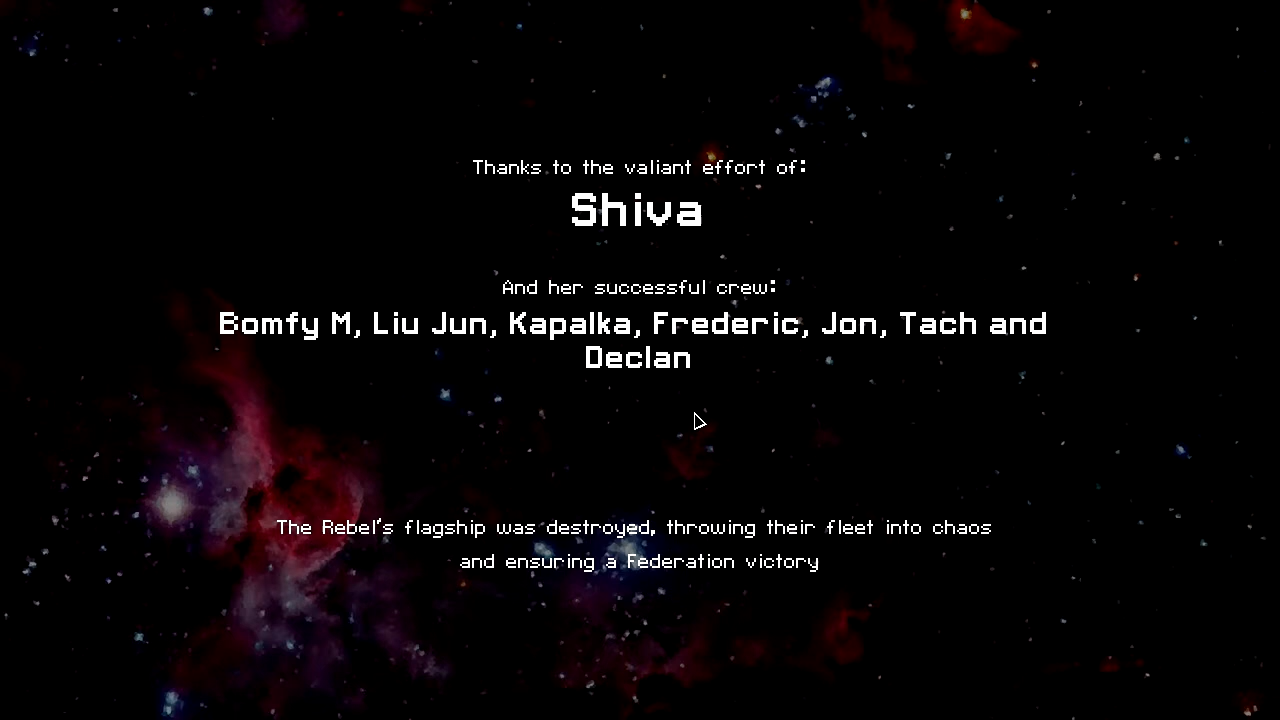 Thanks to the valiant effort of:
Shiva
And her successful crew:
Bomfy M, Liu Jun, Kapalka, Frederic, Jon, Tach and
Declan
The Rebel's flagship was destroyed, throwing their fleet into chaos
and ensuring a Federation victory